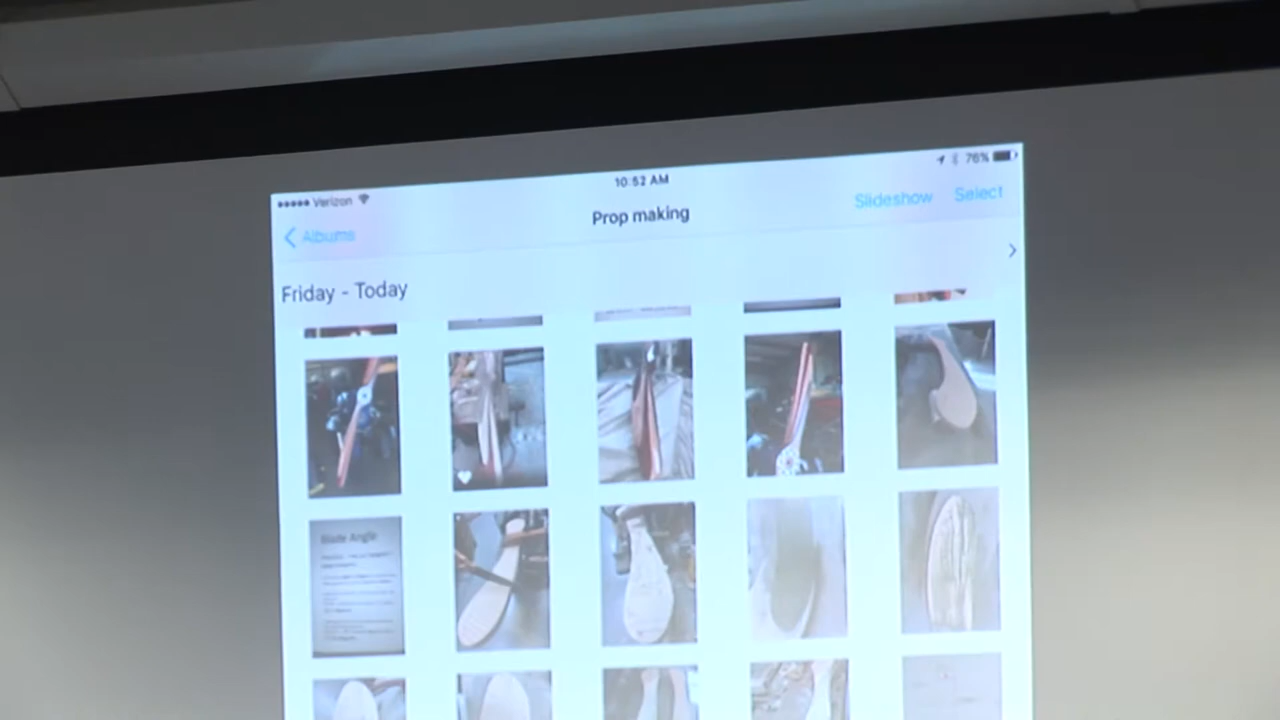 Verizon
10:52 AM
76%
Albums
Prop making
Slideshow
Select
Friday - Today
Blade Angle